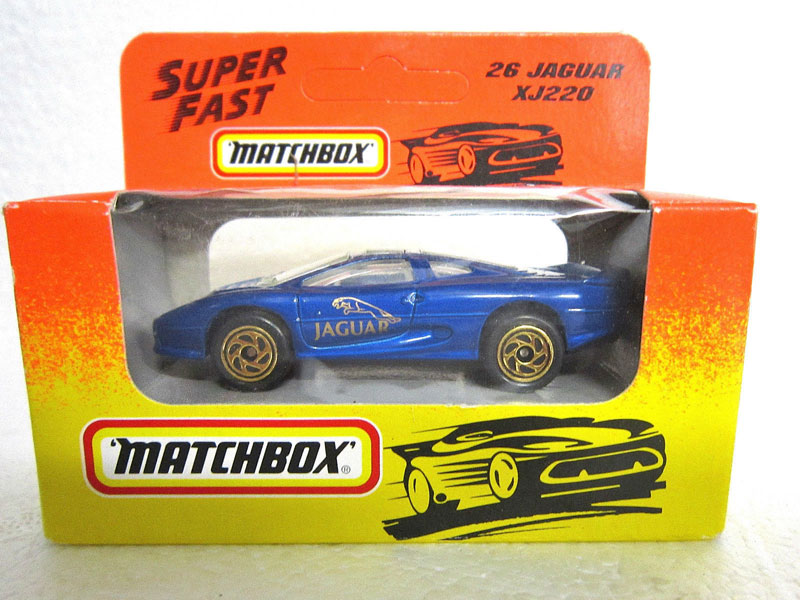 SUPER
FAST
26 JAGUAR
XJ220
'MATCHBOX'
JAGUAR
'MATCHBOX'®